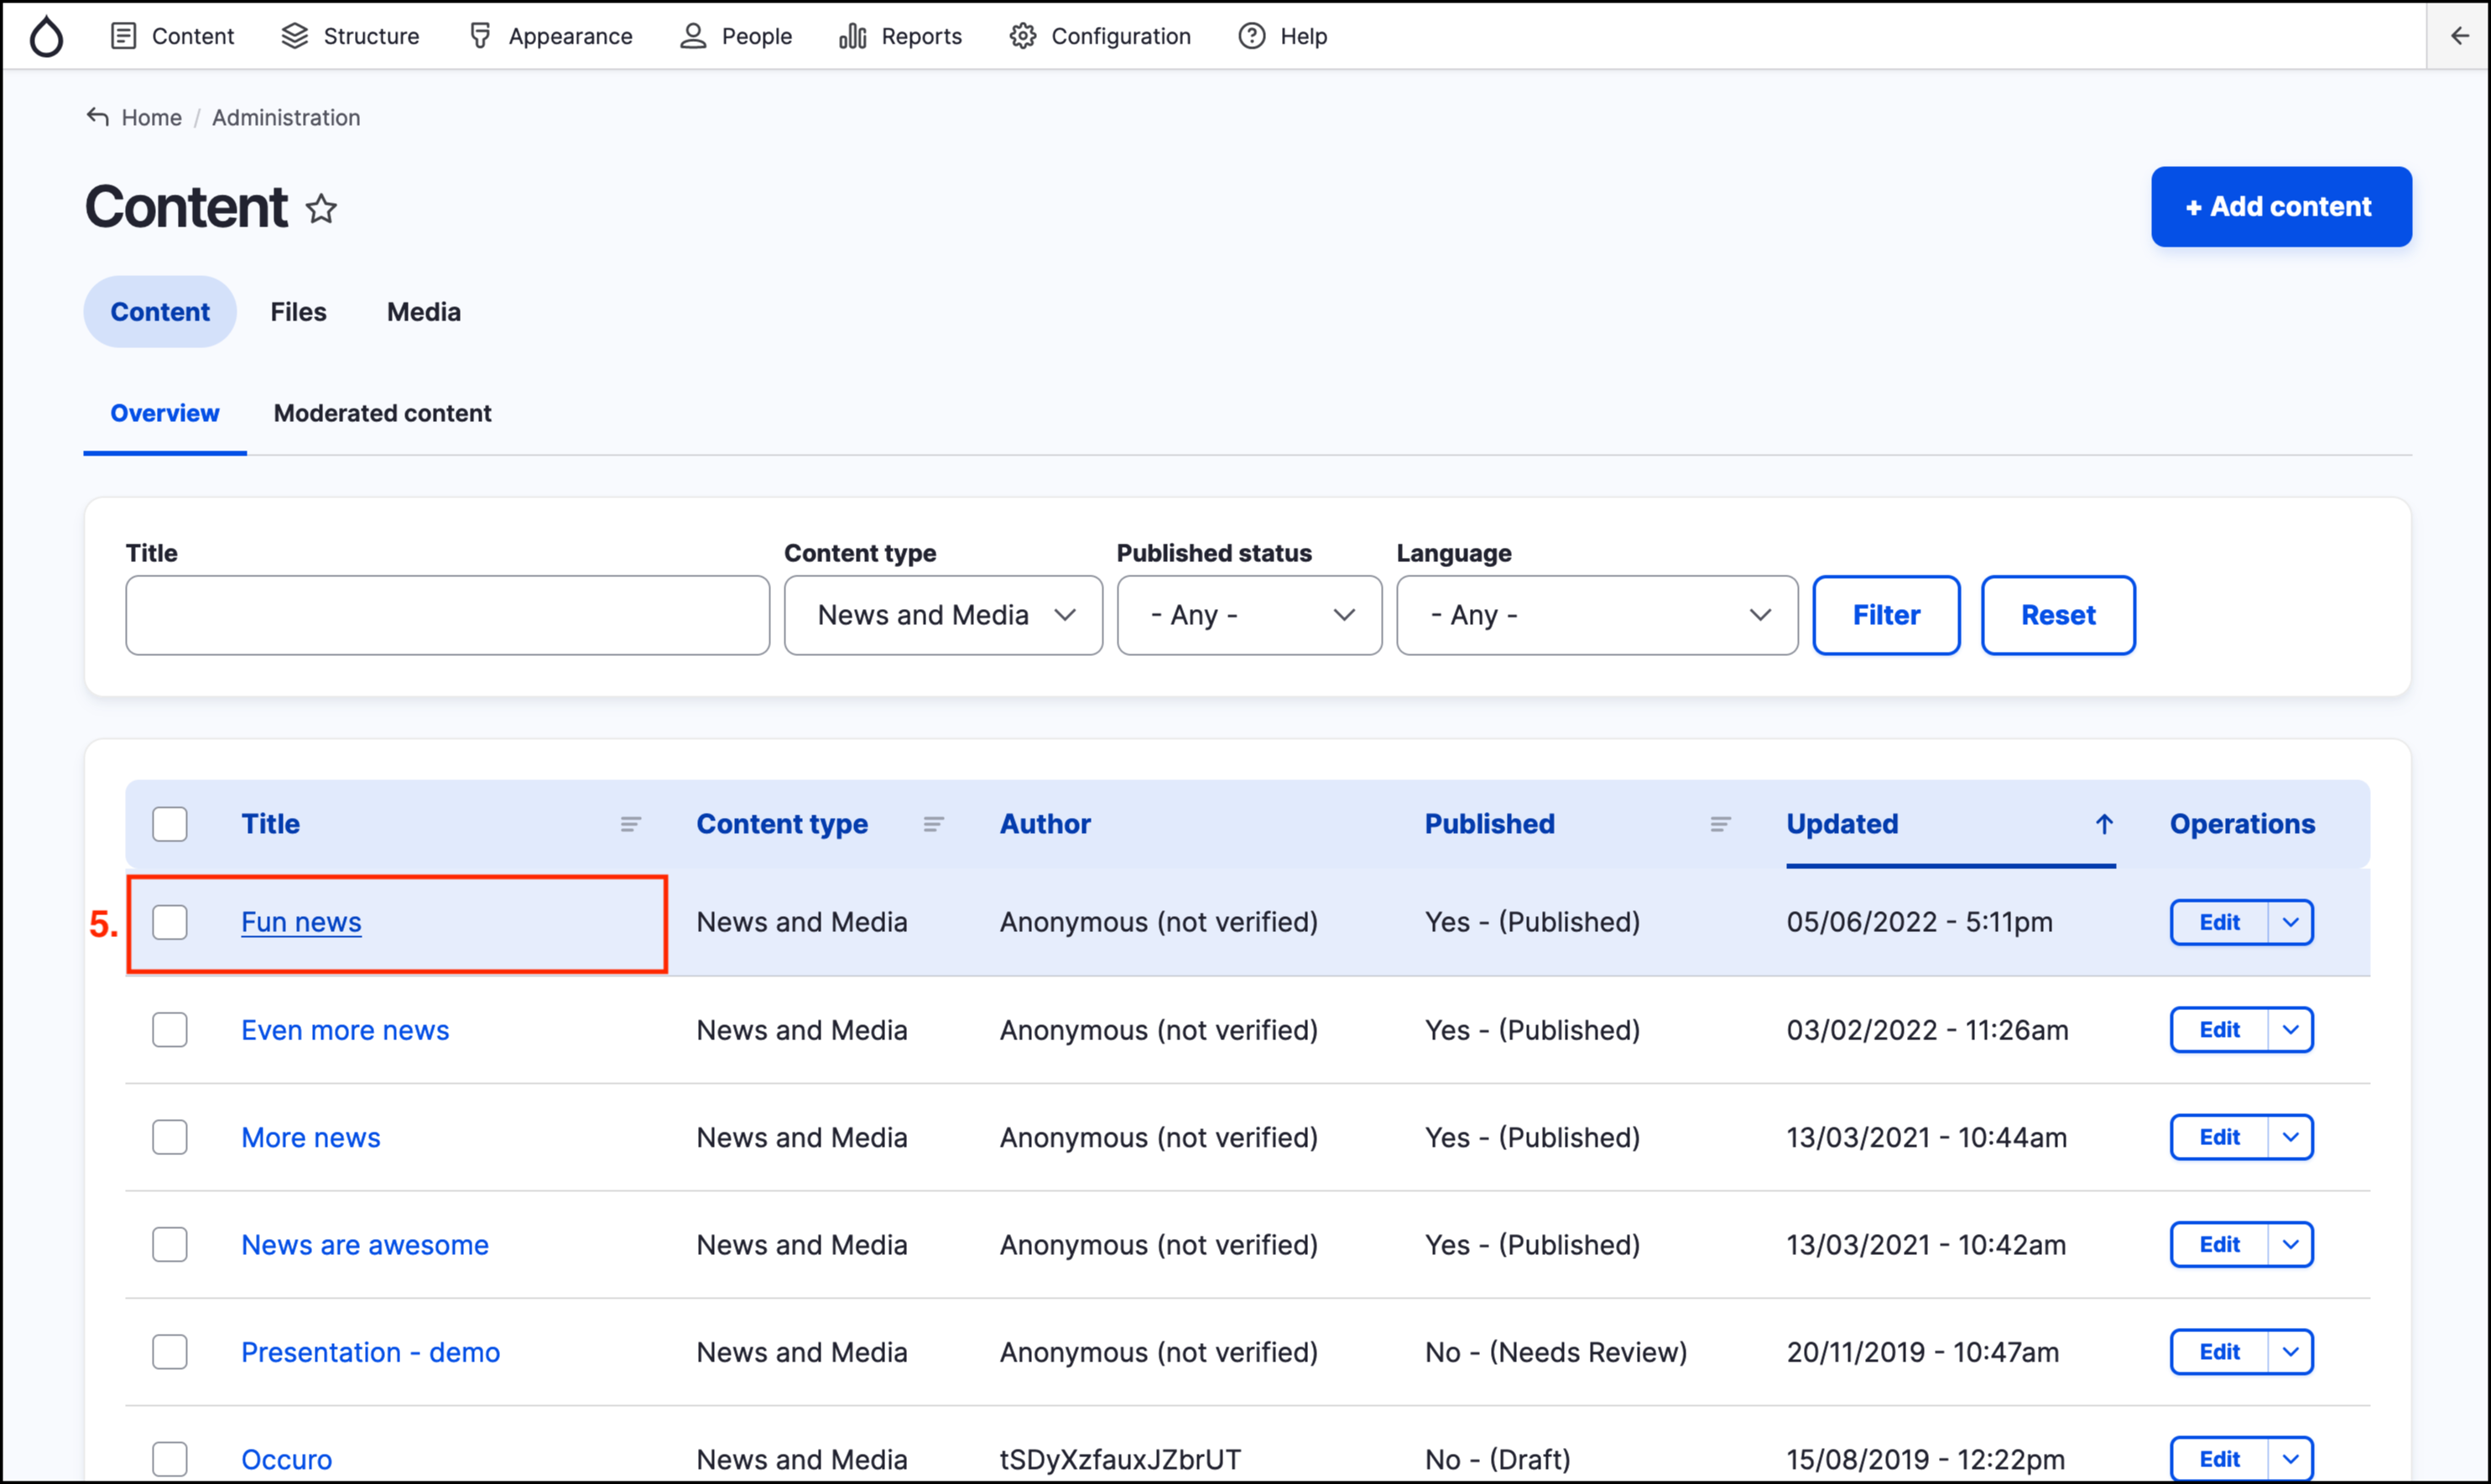 Content Structure Appearance People Reports Configuration Help
Home / Administration
Content
+ Add content
Content Files Media
Overview Moderated content
Title Content type Published status Language
News and Media - Any - - Any - Filter Reset
Title Content type Author Published Updated Operations
5. Fun news News and Media Anonymous (not verified) Yes - (Published) 05/06/2022 - 5:11pm Edit
Even more news News and Media Anonymous (not verified) Yes - (Published) 03/02/2022 - 11:26am Edit
More news News and Media Anonymous (not verified) Yes - (Published) 13/03/2021 - 10:44am Edit
News are awesome News and Media Anonymous (not verified) Yes - (Published) 13/03/2021 - 10:42am Edit
Presentation - demo News and Media Anonymous (not verified) No - (Needs Review) 20/11/2019 - 10:47am Edit
Occuro News and Media tSDyXzfauxJZbrUT No - (Draft) 15/08/2019 - 12:22pm Edit